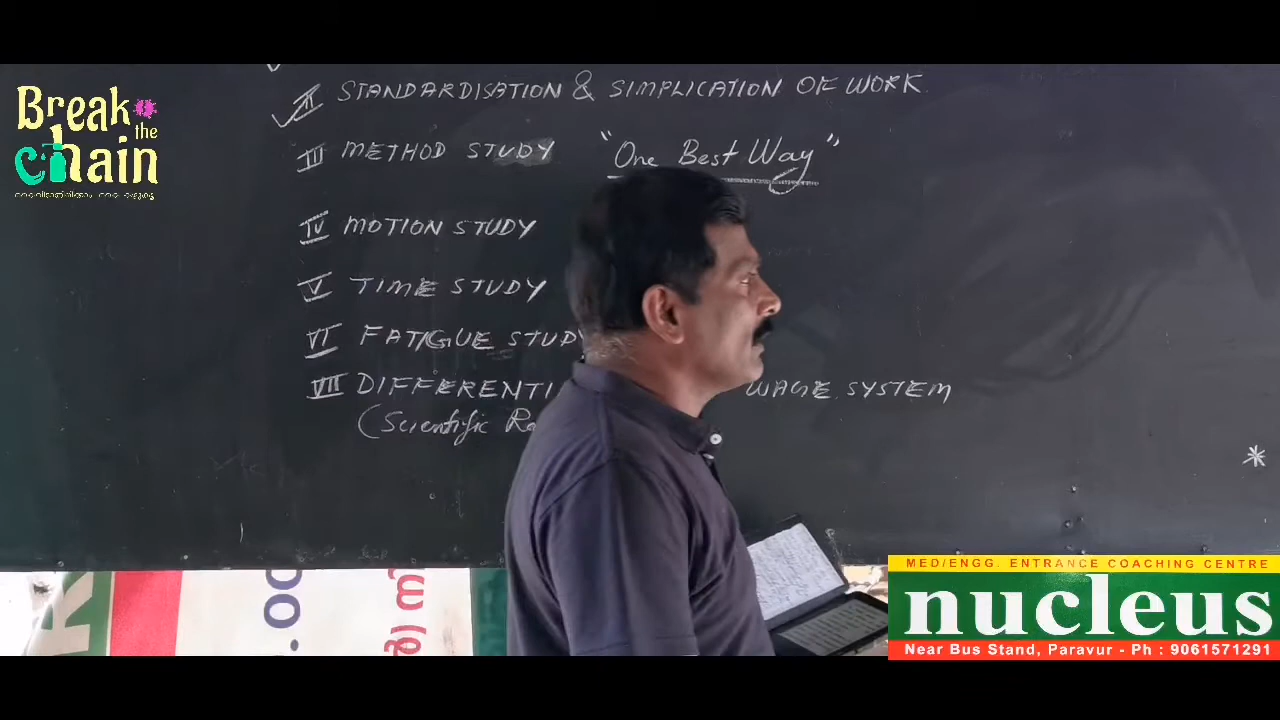 Break
the
chain
II STANDARDISATION & SIMPLICATION OF WORK
III METHOD STUDY "One Best Way"
IV MOTION STUDY
V TIME STUDY
VI FATIGUE STUDY
VII DIFFERENTI WAGE SYSTEM
(Scientific
*
MED/ENGG. ENTRANCE COACHING CENTRE
nucleus
Near Bus Stand, Paravur - Ph : 9061571291